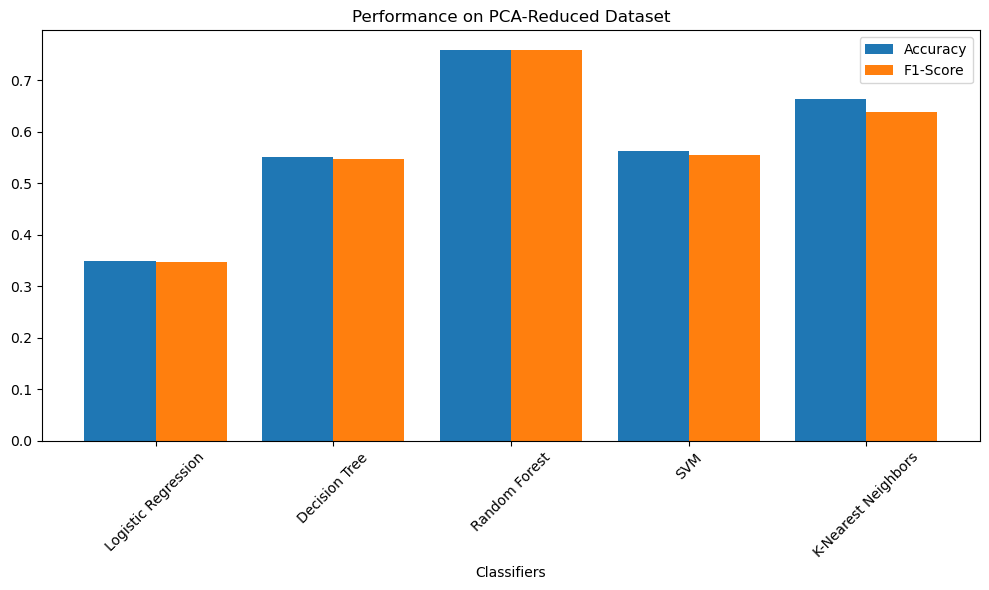 Performance on PCA-Reduced Dataset
Accuracy
F1-Score
0.7
0.6
0.5
0.4
0.3
0.2
0.1
0.0
Logistic Regression
Decision Tree
Random Forest
SVM
K-Nearest Neighbors
Classifiers